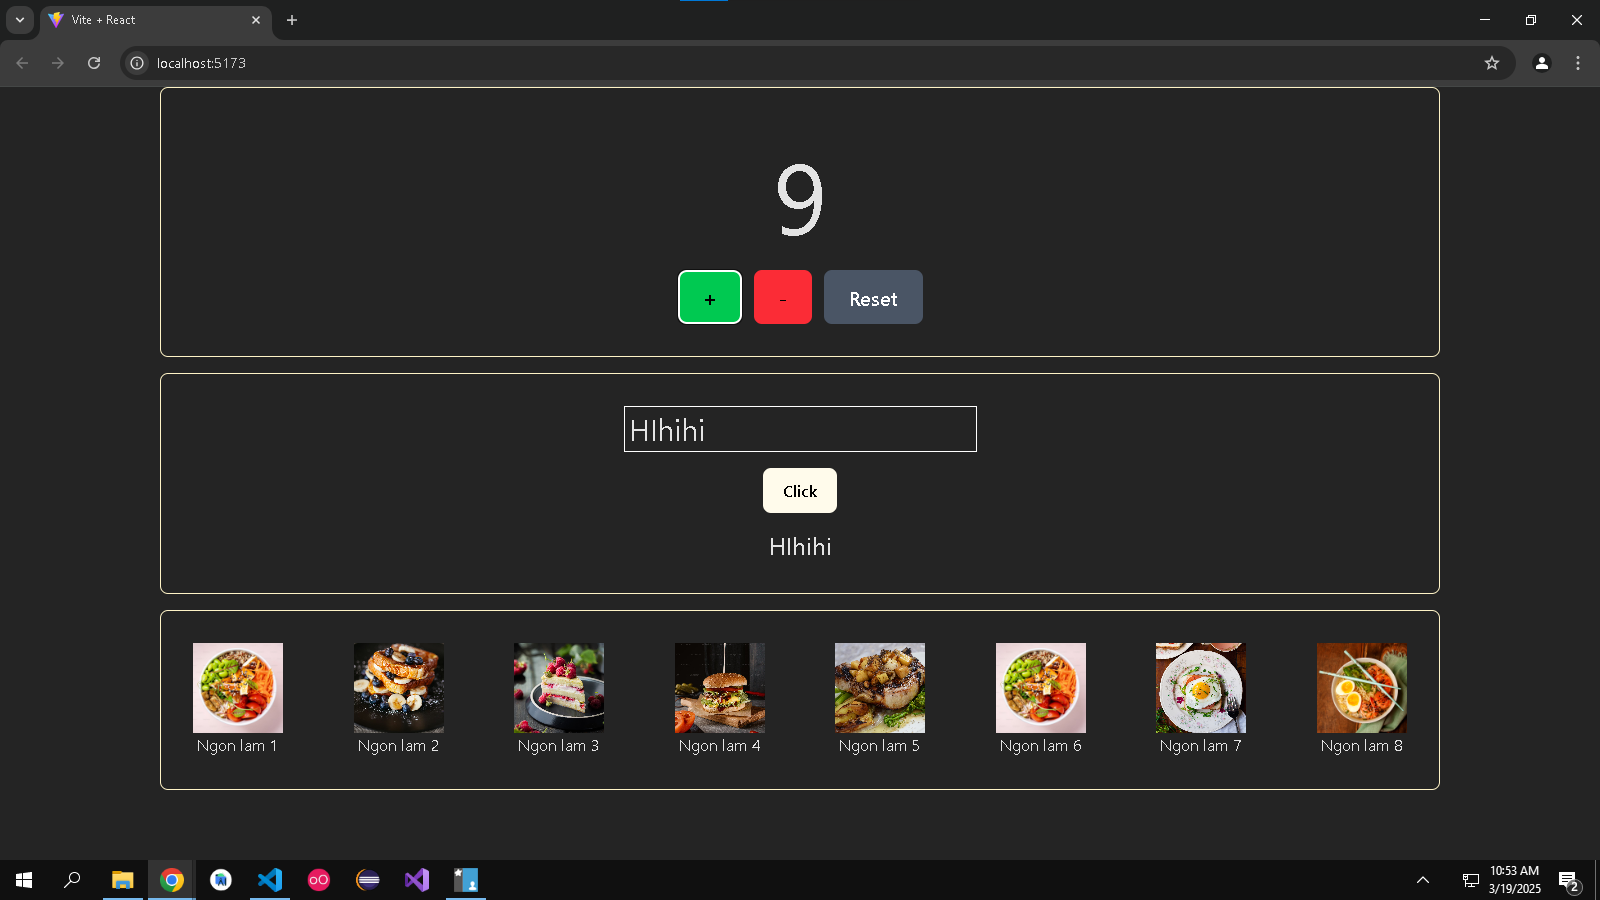 Vite + React
localhost:5173
9
+ - Reset
HIhihi
Click
HIhihi
Ngon lam 1 Ngon lam 2 Ngon lam 3 Ngon lam 4 Ngon lam 5 Ngon lam 6 Ngon lam 7 Ngon lam 8
10:53 AM
3/19/2025
2